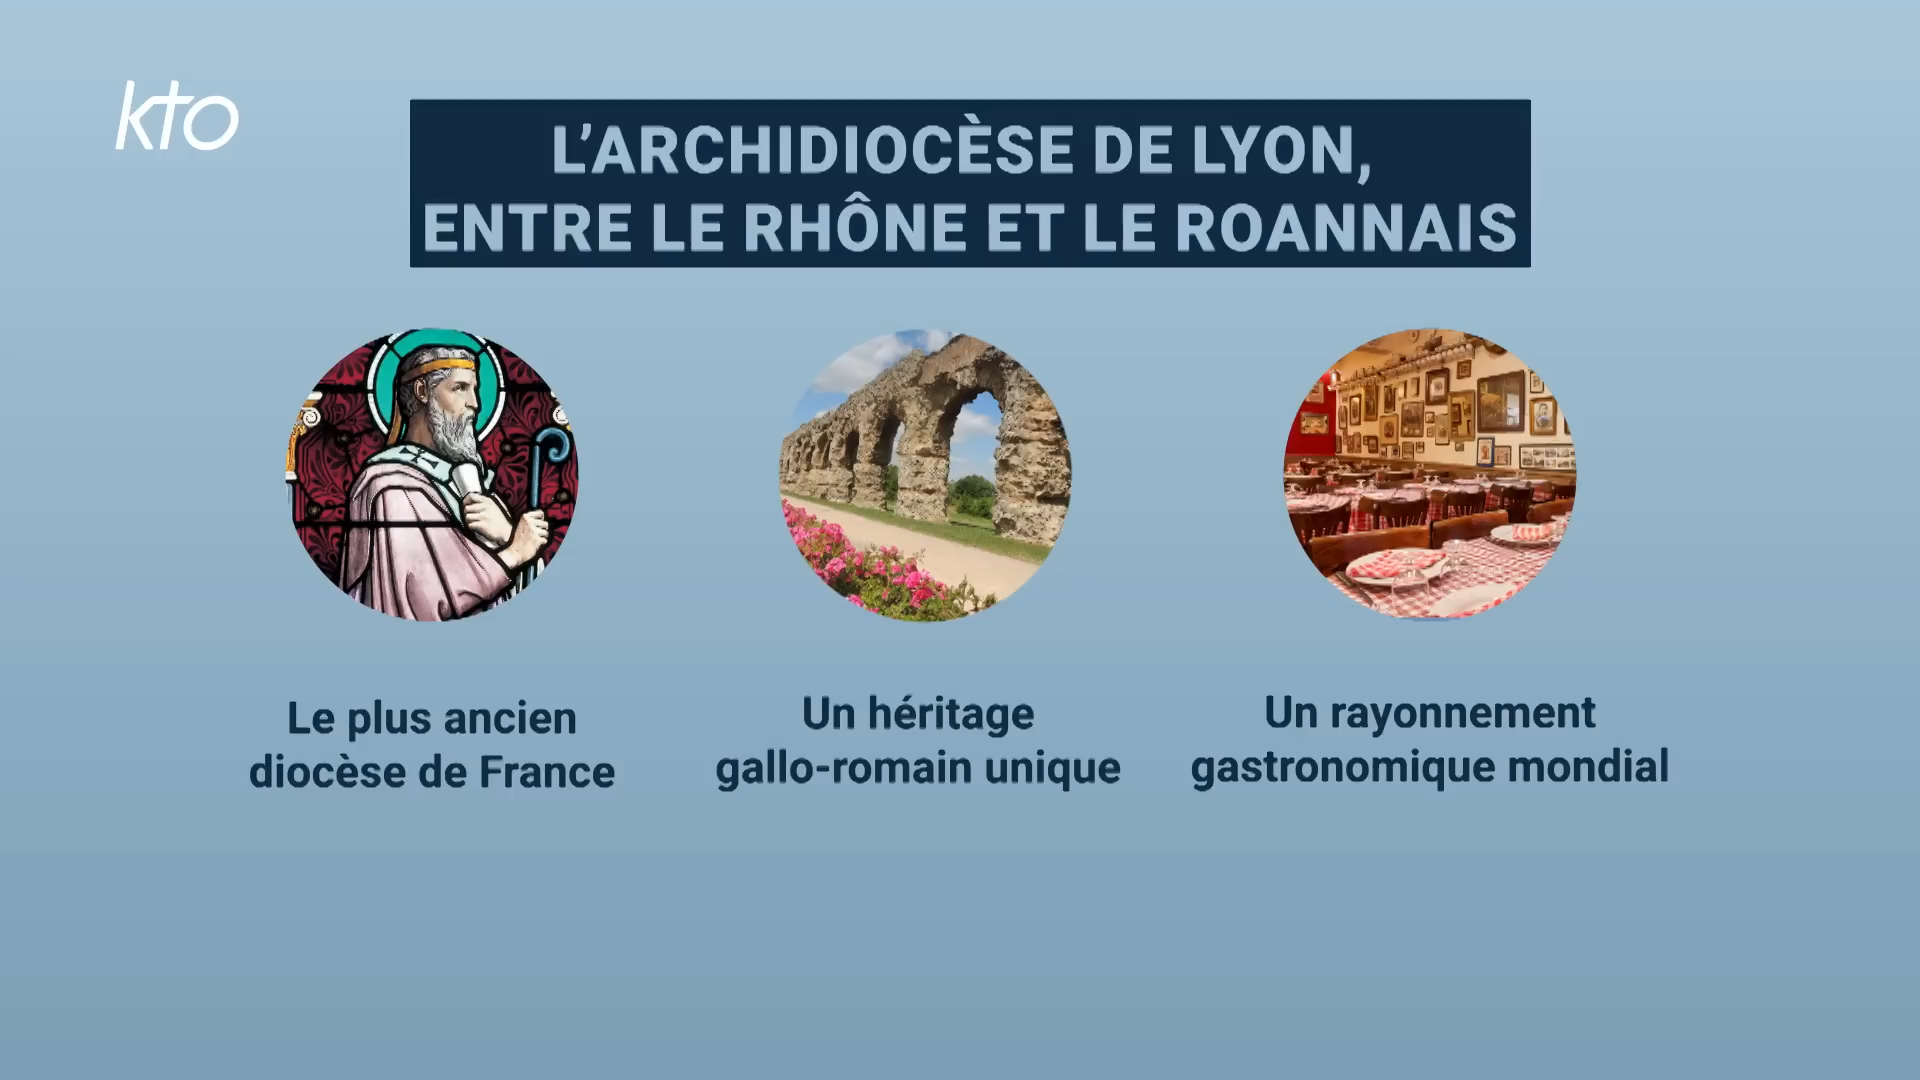 kto
L’ARCHIDIOCÈSE DE LYON,
ENTRE LE RHÔNE ET LE ROANNAIS
Le plus ancien
diocèse de France
Un héritage
gallo-romain unique
Un rayonnement
gastronomique mondial